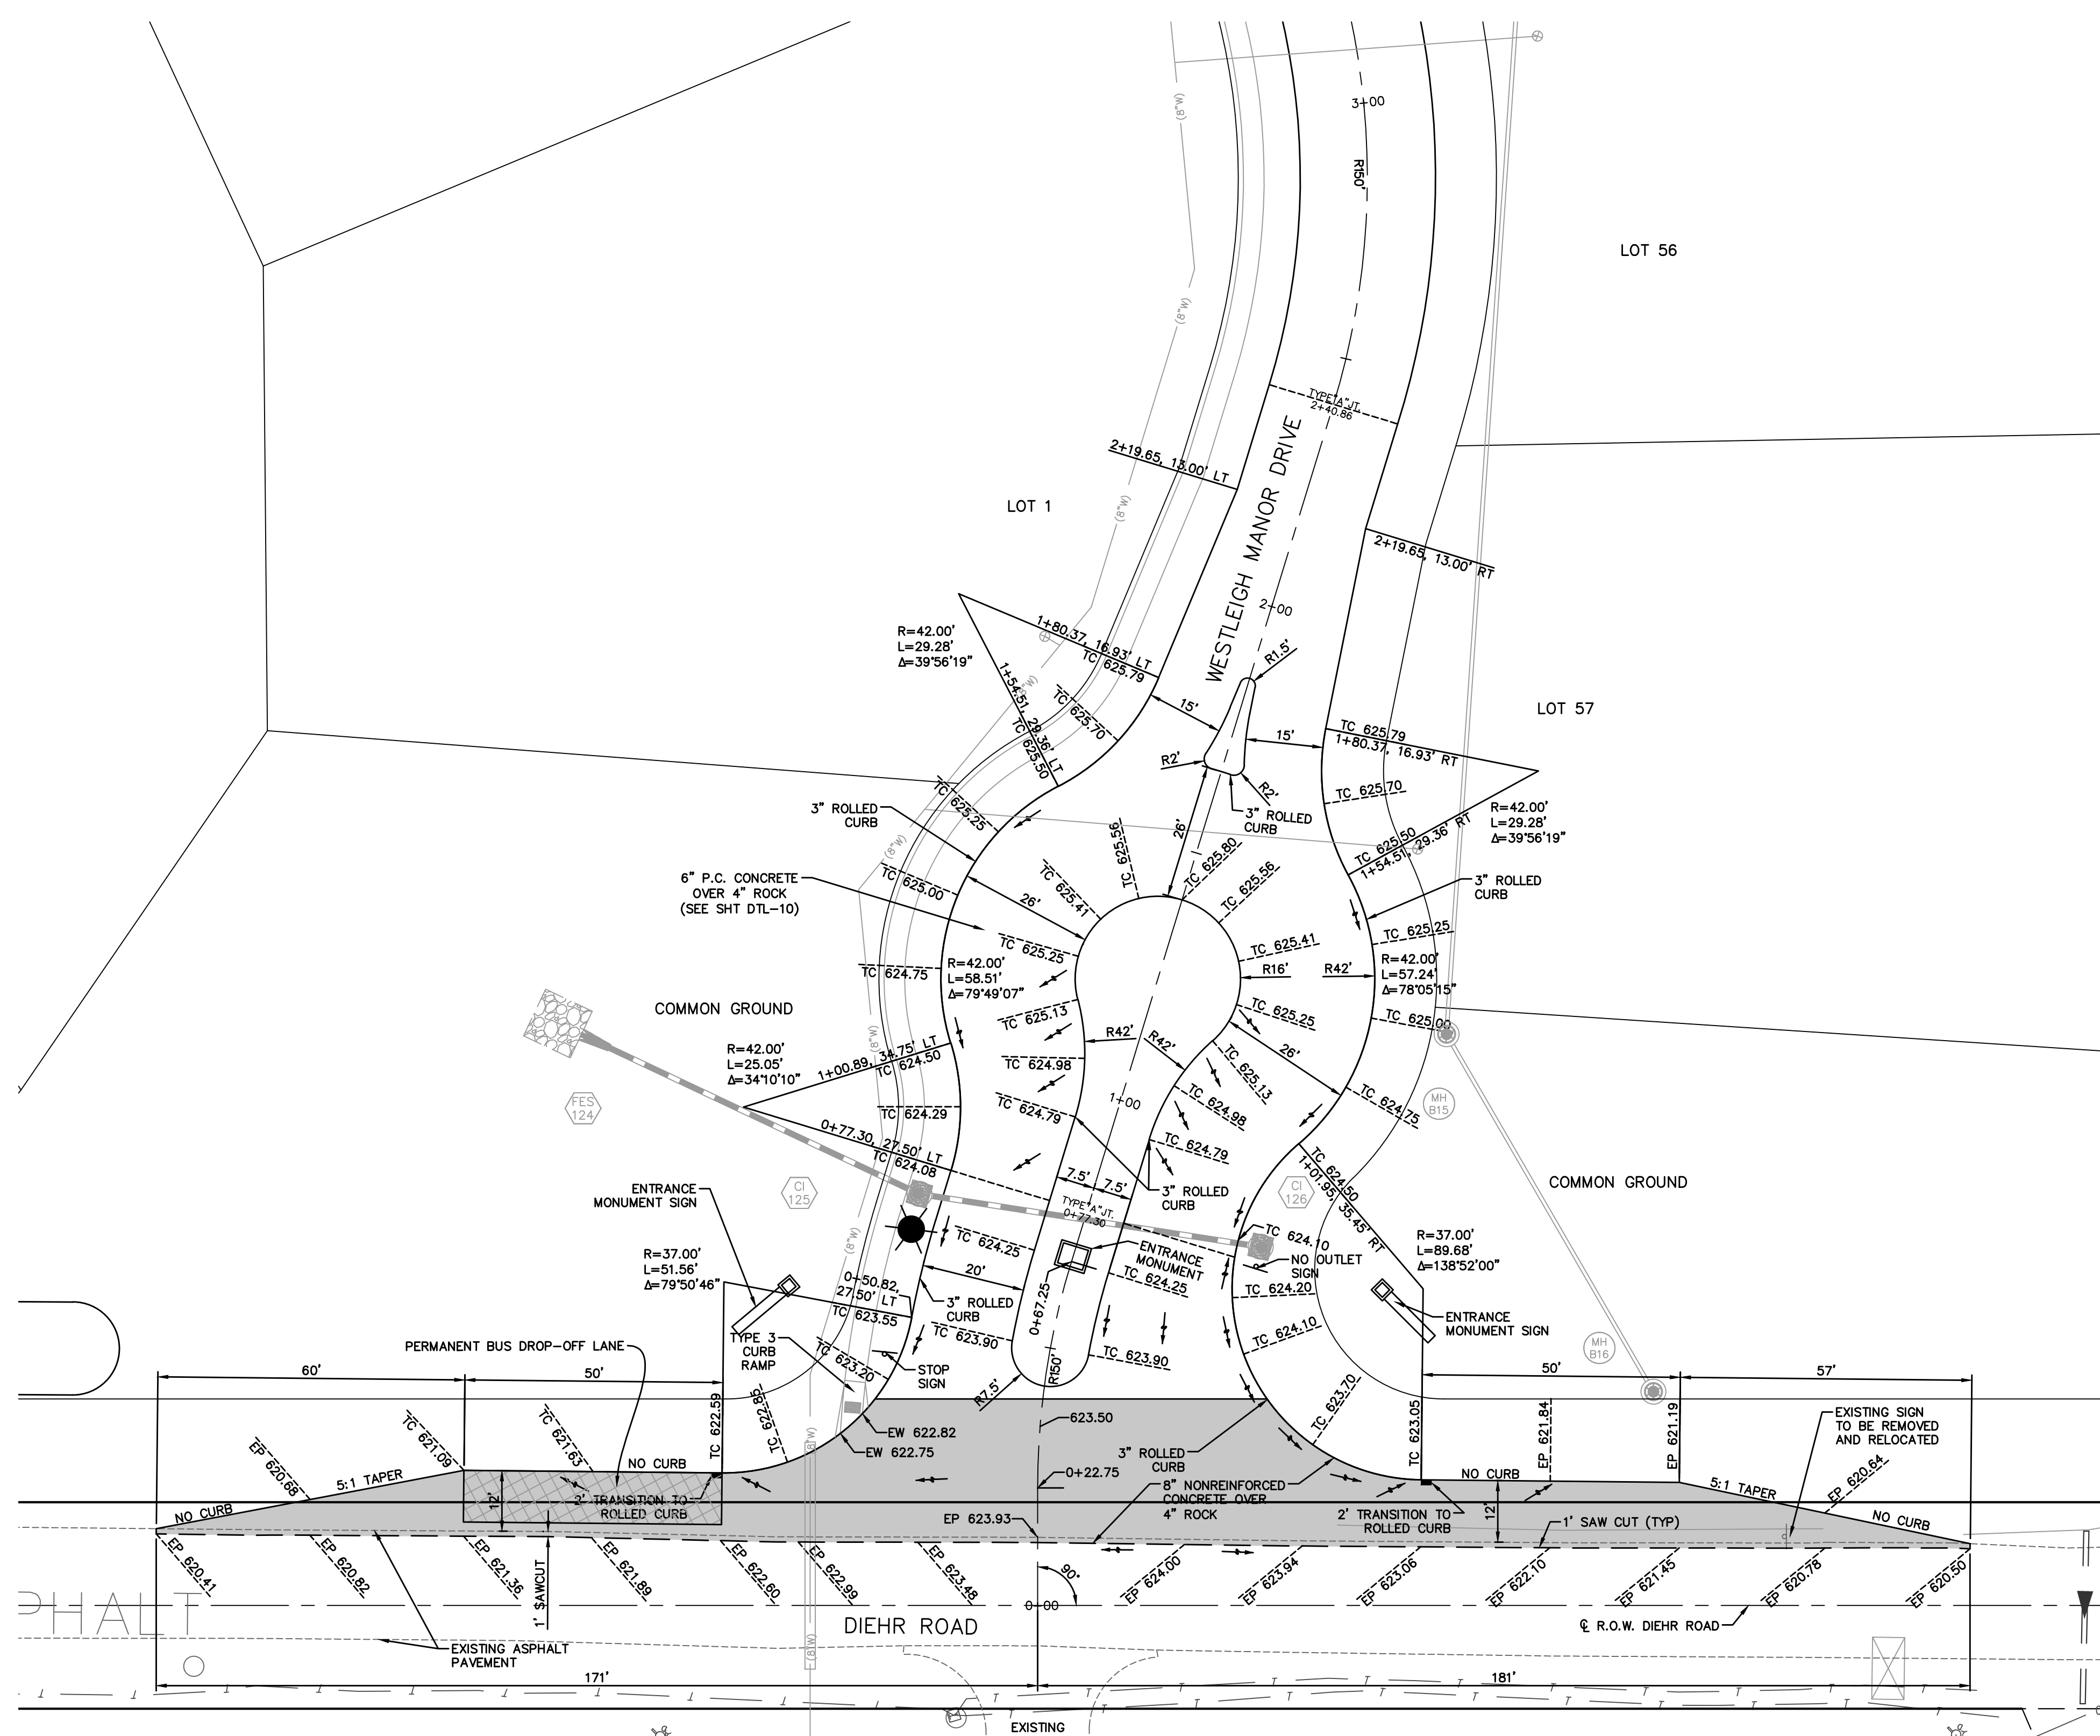 3+00
R150'
(8"W)
LOT 56
(8"W)
TYPE "A" JT.
2+40.86
2+19.65, 13.00' LT
WESTLEIGH MANOR DRIVE
LOT 1
(8"W)
2+19.65, 13.00' RT
2+00
R=42.00'
L=29.28'
Δ=39°56'19"
1+80.37, 16.93' LT
TC 625.79
1+54.51, 29.36' LT
TC 625.50
(8"W)
TC 625.70
R1.5'
15'
15'
LOT 57
TC 625.79
1+80.37, 16.93' RT
R2'
R2'
TC 625.70
3" ROLLED
CURB
TC 625.25
3" ROLLED
CURB
26'
R=42.00'
L=29.28'
Δ=39°56'19"
TC 625.50
1+54.51, 29.36' RT
(8"W)
TC 625.56
TC 625.80
TC 625.56
6" P.C. CONCRETE
OVER 4" ROCK
(SEE SHT DTL-10)
TC 625.00
TC 625.41
26'
3" ROLLED
CURB
TC 625.25
TC 625.25
TC 625.41
TC 624.75
R=42.00'
L=58.51'
Δ=79°49'07"
R16'
R42'
R=42.00'
L=57.24'
Δ=78°05'15"
COMMON GROUND
TC 625.13
TC 625.25
TC 625.00
R42'
R42'
26'
(8"W)
R=42.00'
L=25.05'
Δ=34°10'10"
1+00.89, 34.75' LT
TC 624.50
TC 624.98
TC 625.13
FES
124
TC 624.29
TC 624.79
1+00
TC 624.98
TC 624.75
MH
B15
0+77.30, 27.50' LT
TC 624.08
TC 624.79
TC 624.50
1+01.95, 35.45' RT
COMMON GROUND
ENTRANCE
MONUMENT SIGN
CI
125
7.5'
7.5'
3" ROLLED
CURB
CI
126
TYPE "A" JT.
0+77.30
(8"W)
TC 624.25
ENTRANCE
MONUMENT
TC 624.10
NO OUTLET
SIGN
R=37.00'
L=89.68'
Δ=138°52'00"
R=37.00'
L=51.56'
Δ=79°50'46"
0+50.82,
27.50' LT
TC 623.55
20'
TC 624.25
TC 624.20
3" ROLLED
CURB
0+67.25
ENTRANCE
MONUMENT SIGN
PERMANENT BUS DROP-OFF LANE
TYPE 3
CURB
RAMP
TC 623.20
TC 623.90
TC 623.90
TC 624.10
MH
B16
STOP
SIGN
R150'
R7.5'
60'
50'
50'
57'
TC 622.59
TC 622.85
TC 623.70
TC 623.05
EP 621.84
EP 621.19
EXISTING SIGN
TO BE REMOVED
AND RELOCATED
EP 620.68
TC 621.09
TC 621.63
EW 622.82
EW 622.75
623.50
3" ROLLED
CURB
NO CURB
5:1 TAPER
NO CURB
0+22.75
NO CURB
5:1 TAPER
EP 620.64
NO CURB
12'
2' TRANSITION TO
ROLLED CURB
(8"W)
8" NONREINFORCED
CONCRETE OVER
4" ROCK
EP 623.93
2' TRANSITION TO
ROLLED CURB
12'
1' SAW CUT (TYP)
EP 620.41
EP 620.82
EP 621.36
1' SAWCUT
EP 621.89
EP 622.60
EP 622.99
EP 623.48
90°
EP 624.00
EP 623.94
EP 623.06
EP 622.10
EP 621.45
EP 620.78
EP 620.50
PHALT
0+00
DIEHR ROAD
℄ R.O.W. DIEHR ROAD
EXISTING ASPHALT
PAVEMENT
(8"W)
171'
181'
EXISTING